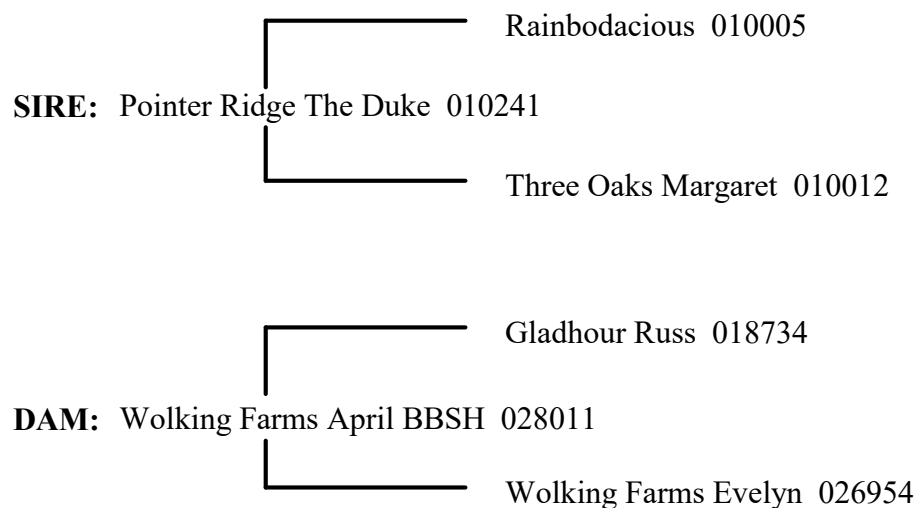 Rainbodacious 010005
SIRE: Pointer Ridge The Duke 010241
Three Oaks Margaret 010012
Gladhour Russ 018734
DAM: Wolking Farms April BBSH 028011
Wolking Farms Evelyn 026954